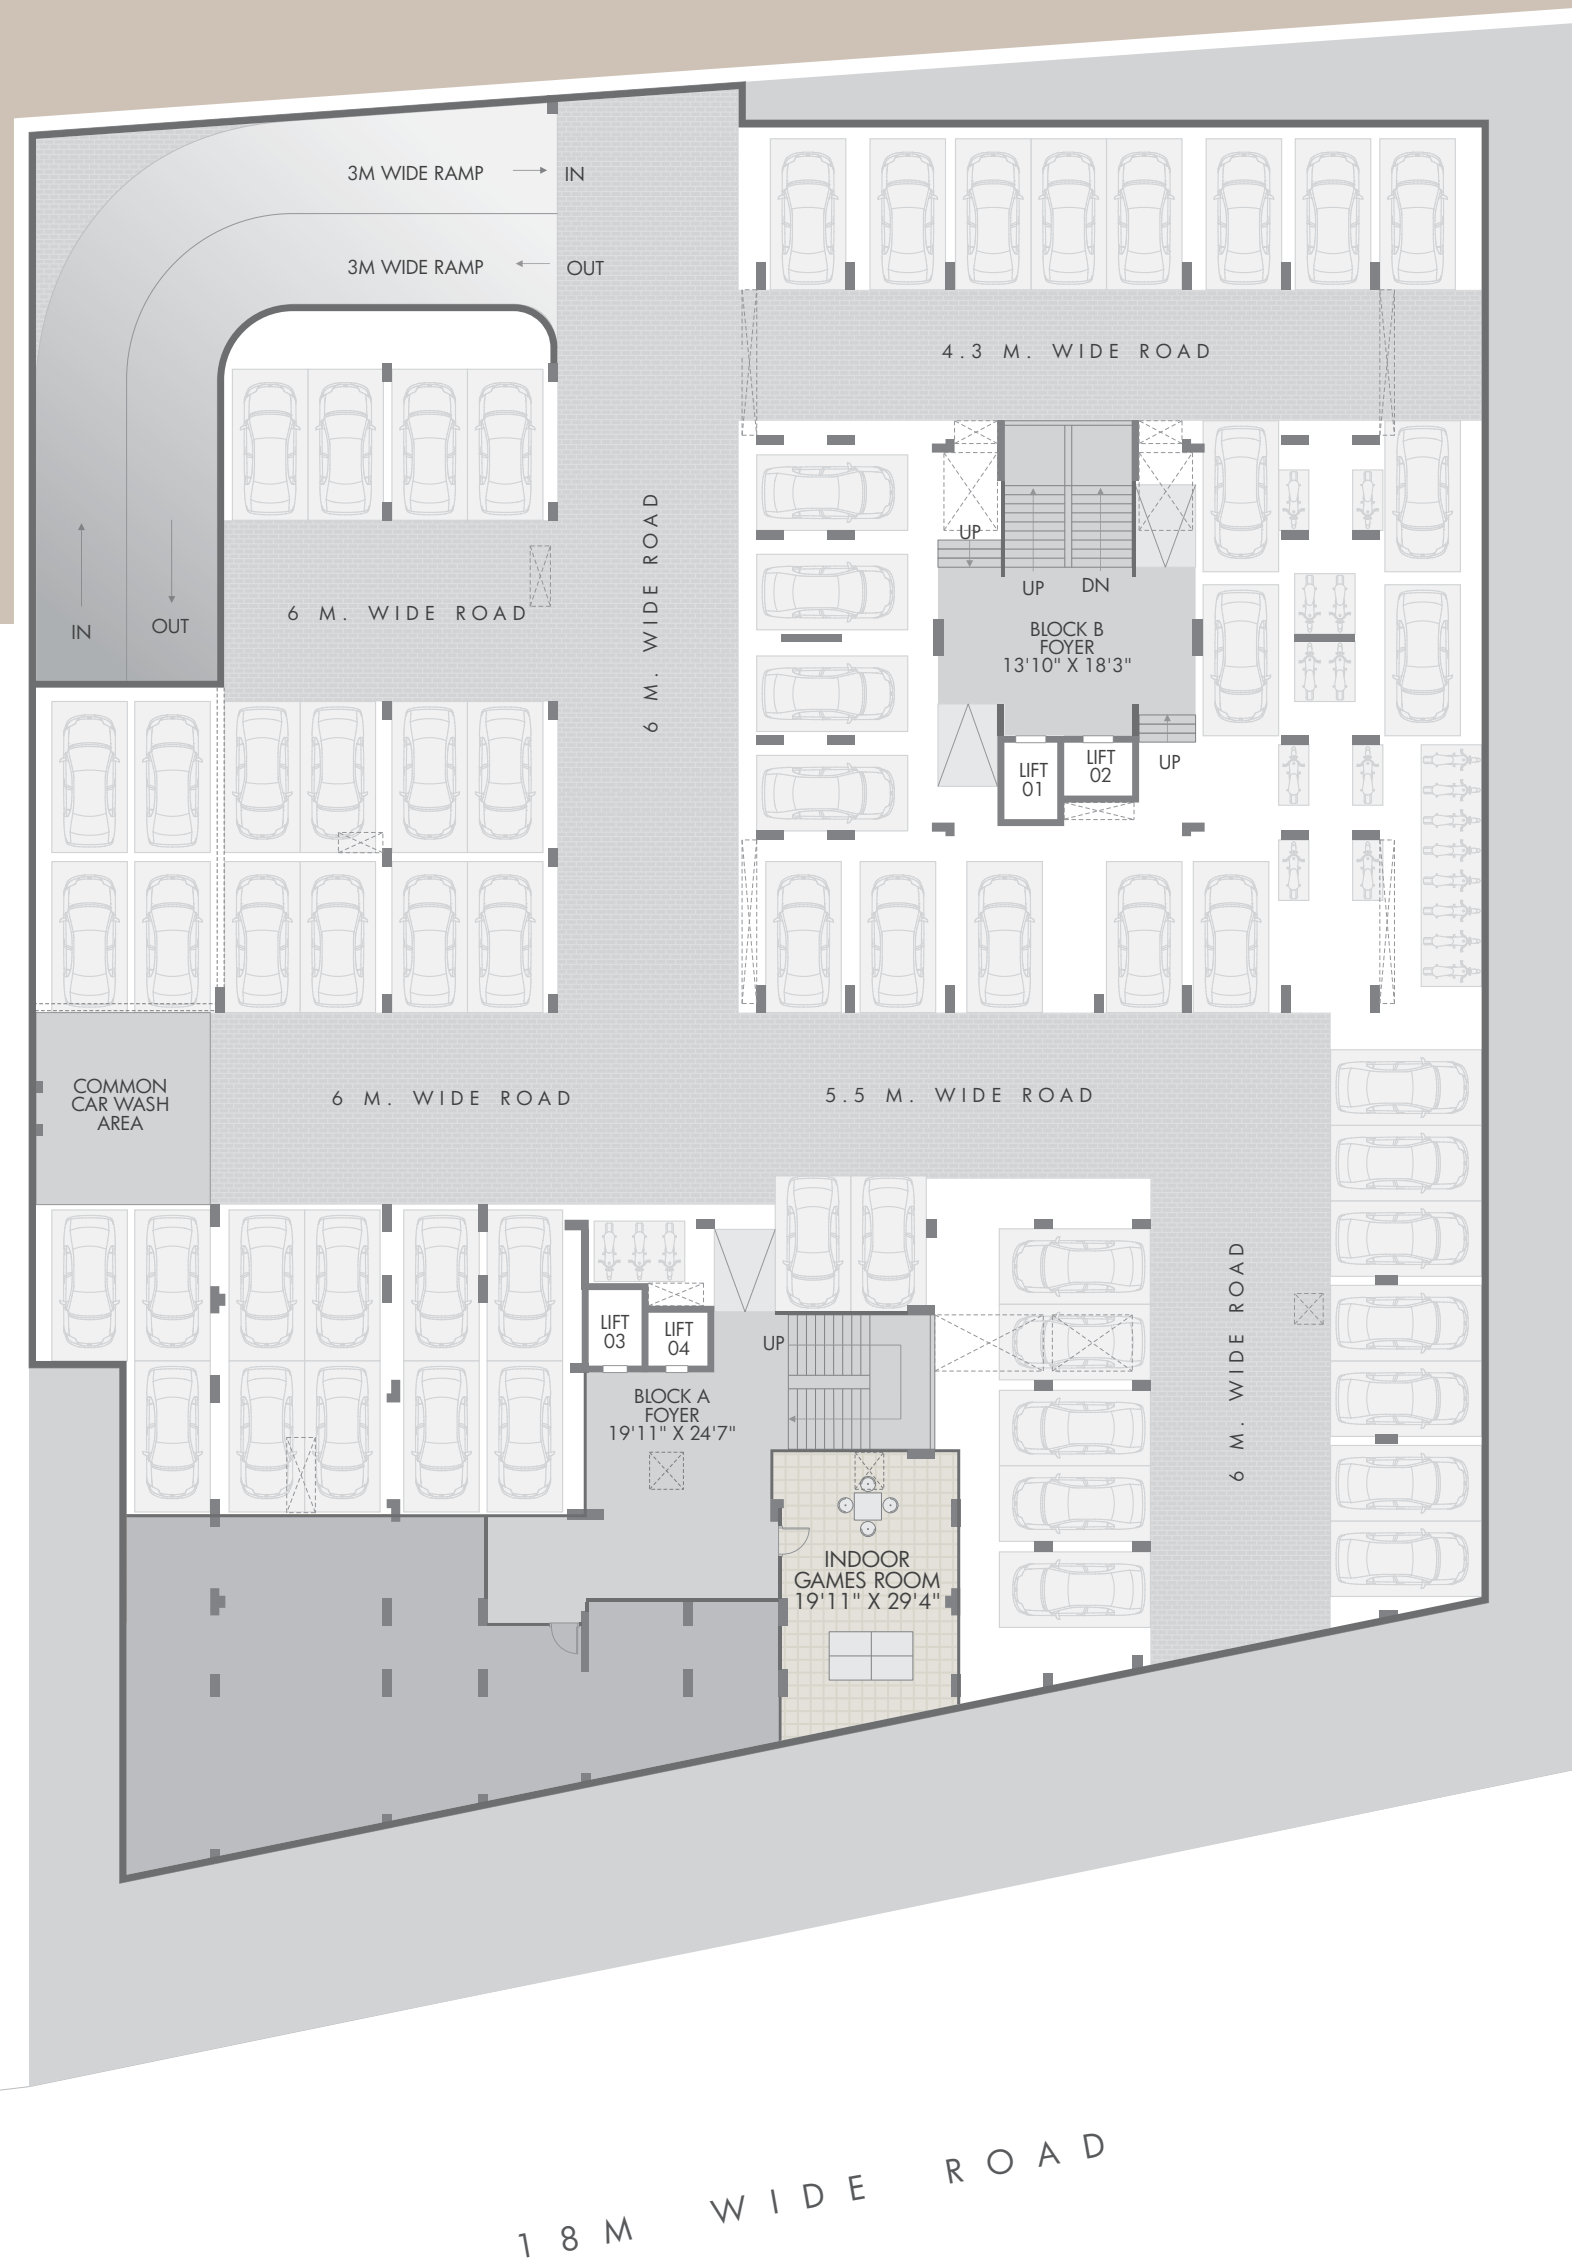 3M WIDE RAMP
IN
3M WIDE RAMP
OUT
4.3 M. WIDE ROAD
6 M. WIDE ROAD
UP
UP
DN
6 M. WIDE ROAD
IN
OUT
BLOCK B
FOYER
13'10" X 18'3"
LIFT
01
LIFT
02
UP
COMMON
CAR WASH
AREA
6 M. WIDE ROAD
5.5 M. WIDE ROAD
6 M. WIDE ROAD
LIFT
03
LIFT
04
UP
BLOCK A
FOYER
19'11" X 24'7"
INDOOR
GAMES ROOM
19'11" X 29'4"
18M WIDE ROAD